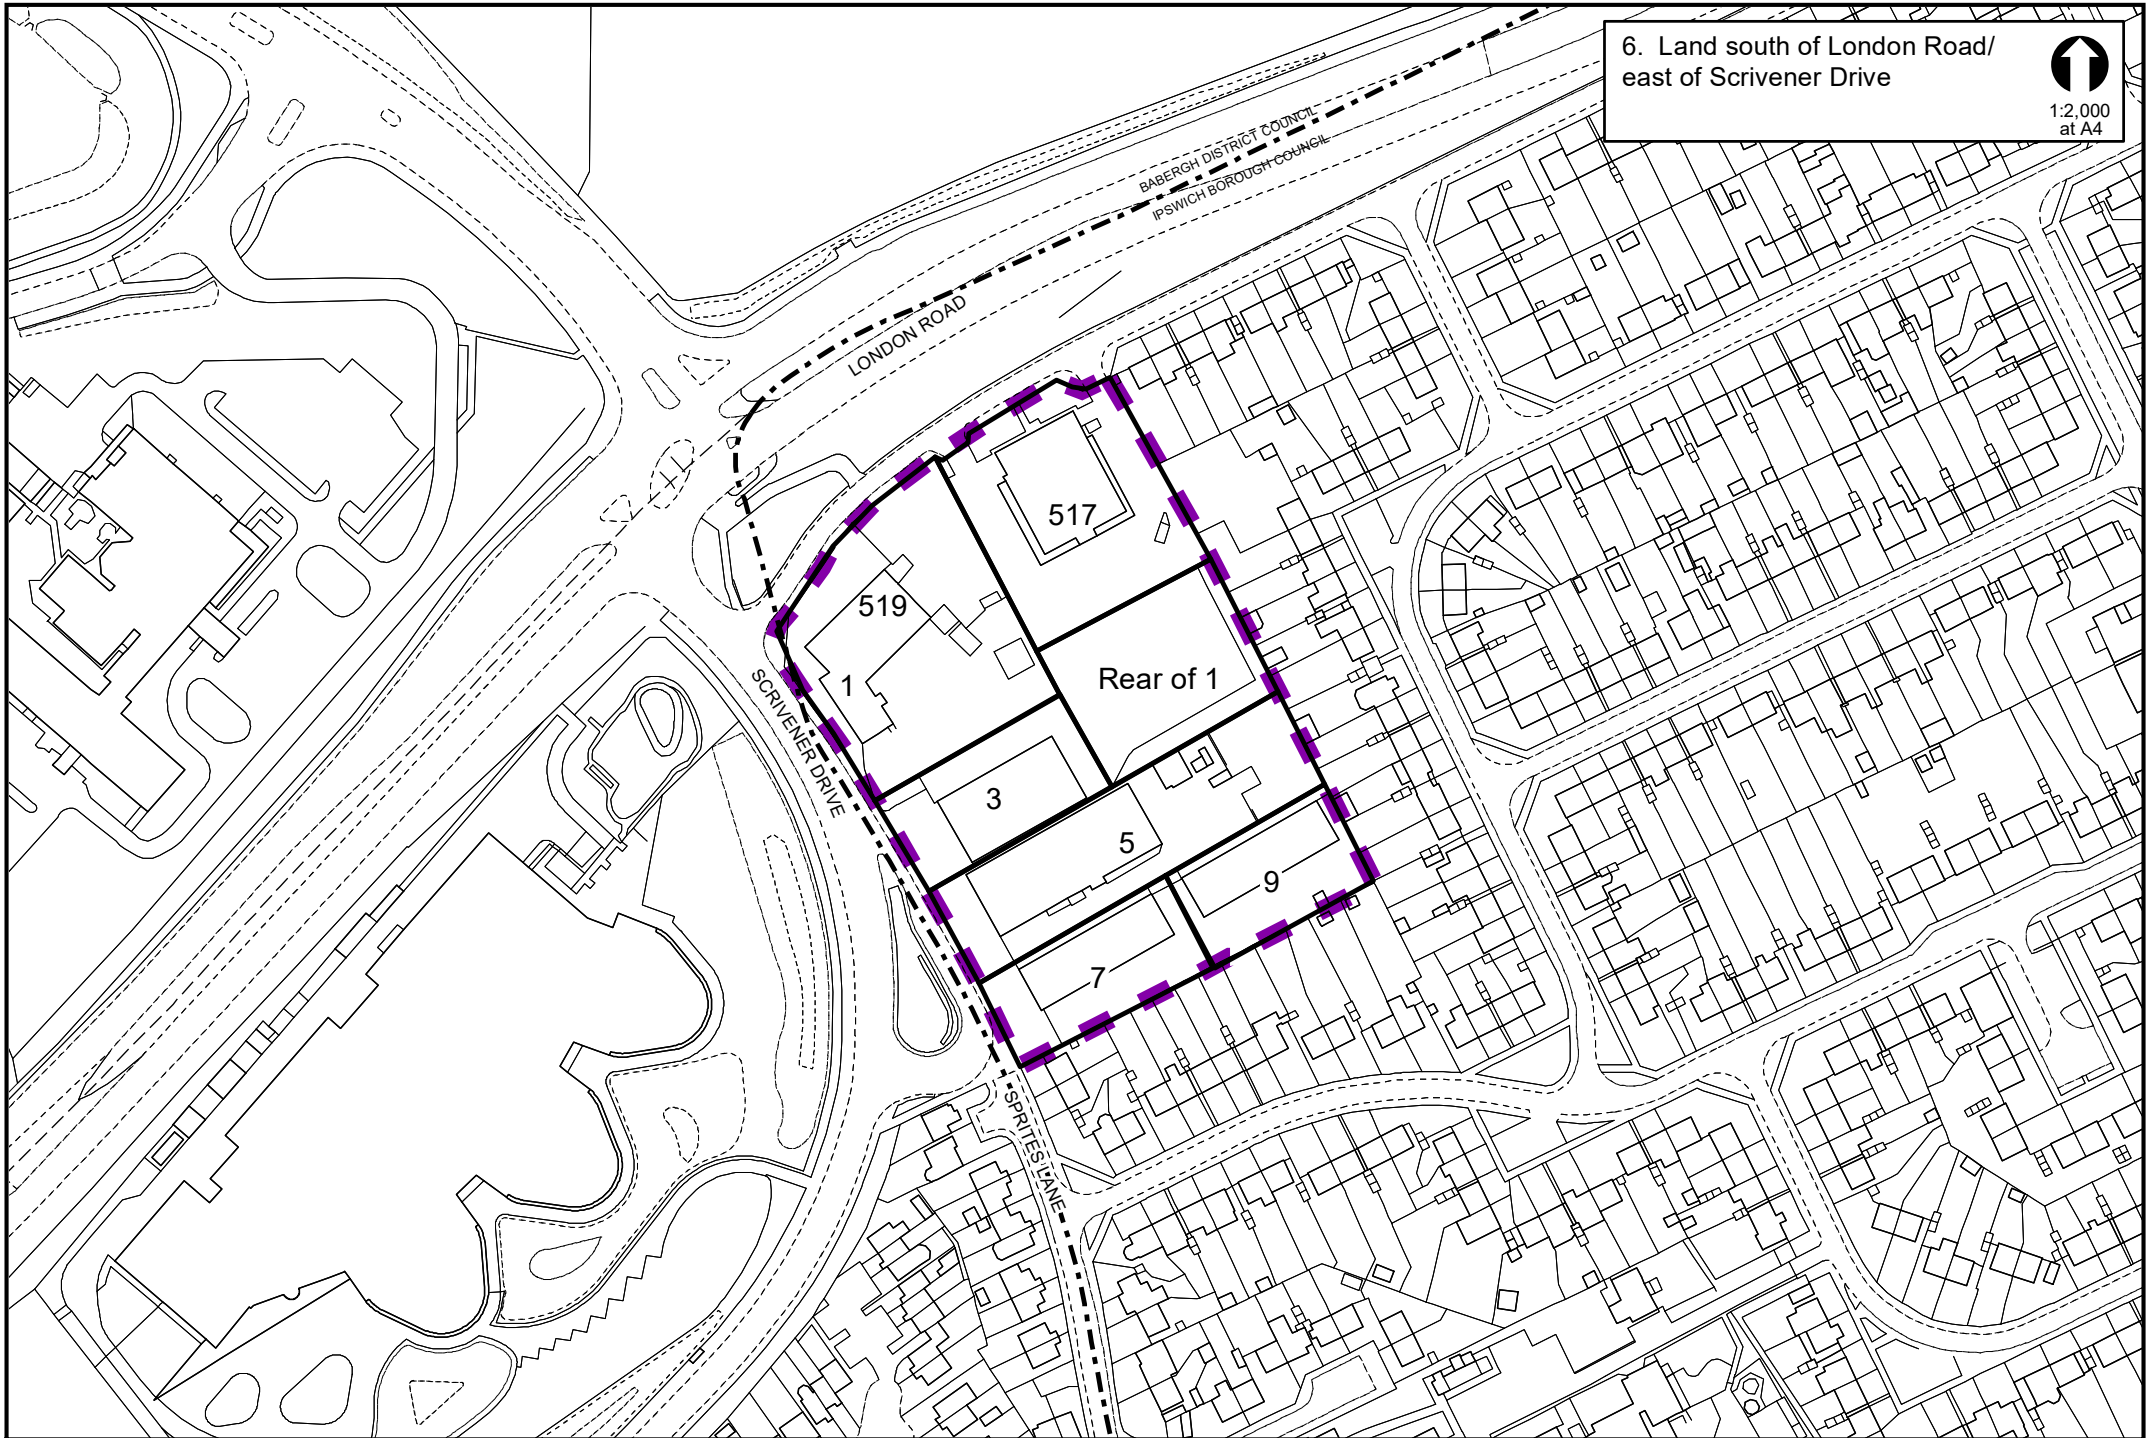 6. Land south of London Road/
east of Scrivener Drive
1:2,000
at A4
BABERGH DISTRICT COUNCIL
IPSWICH BOROUGH COUNCIL
LONDON ROAD
517
519
1
Rear of 1
SCRIVENER DRIVE
3
5
9
7
SPRITES LANE